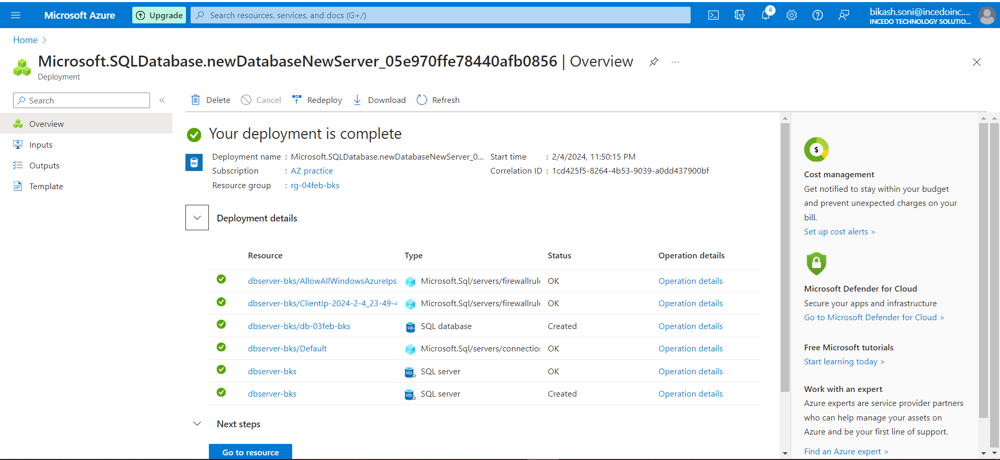 Microsoft Azure
Upgrade
Search resources, services, and docs (G+/)
4
bikash.soni@incedoinc....
INCEDO TECHNOLOGY SOLUTIO...
Home
Microsoft.SQLDatabase.newDatabaseNewServer_05e970ffe78440afb0856 | Overview
Deployment
Search
Overview
Inputs
Outputs
Template
Delete
Cancel
Redeploy
Download
Refresh
Your deployment is complete
SQL
Deployment name : Microsoft.SQLDatabase.newDatabaseNewServer_0...
Subscription : AZ practice
Resource group : rg-04feb-bks
Start time : 2/4/2024, 11:50:15 PM
Correlation ID : 1cd425f5-8264-4b53-9039-a0dd437900bf
Deployment details
Resource Type Status Operation details
dbserver-bks/AllowAllWindowsAzureIps Microsoft.Sql/servers/firewallrule OK Operation details
dbserver-bks/ClientIp-2024-2-4_23-49-4 Microsoft.Sql/servers/firewallrule OK Operation details
dbserver-bks/db-03feb-bks SQL SQL database Created Operation details
dbserver-bks/Default Microsoft.Sql/servers/connection OK Operation details
dbserver-bks SQL SQL server OK Operation details
dbserver-bks SQL SQL server Created Operation details
Next steps
Go to resource
$
Cost management
Get notified to stay within your budget
and prevent unexpected charges on your
bill.
Set up cost alerts >
Microsoft Defender for Cloud
Secure your apps and infrastructure
Go to Microsoft Defender for Cloud >
Free Microsoft tutorials
Start learning today >
Work with an expert
Azure experts are service provider partners
who can help manage your assets on
Azure and be your first line of support.
Find an Azure expert >